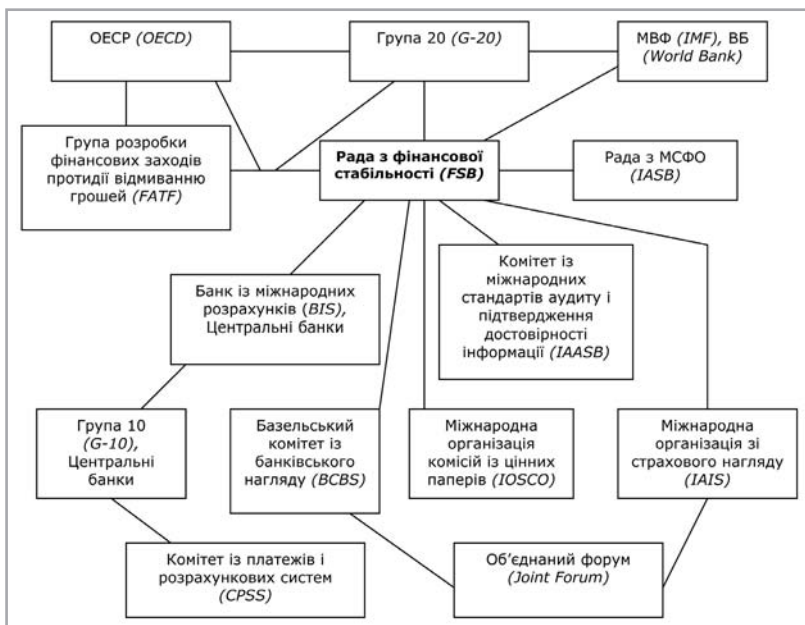 ОЕСР (OECD)
Група 20 (G-20)
МВФ (IMF), ВБ
(World Bank)
Група розробки
фінансових заходів
протидії відмиванню
грошей (FATF)
Рада з фінансової
стабільності (FSB)
Рада з МСФО
(IASB)
Банк із міжнародних
розрахунків (BIS),
Центральні банки
Комітет із
міжнародних
стандартів аудиту і
підтвердження
достовірності
інформації (IAASB)
Група 10
(G-10),
Центральні
банки
Базельський
комітет із
банківського
нагляду (BCBS)
Міжнародна
організація
комісій із цінних
паперів (IOSCO)
Міжнародна
організація зі
страхового нагляду
(IAIS)
Комітет із платежів і
розрахункових систем
(CPSS)
Об’єднаний форум
(Joint Forum)